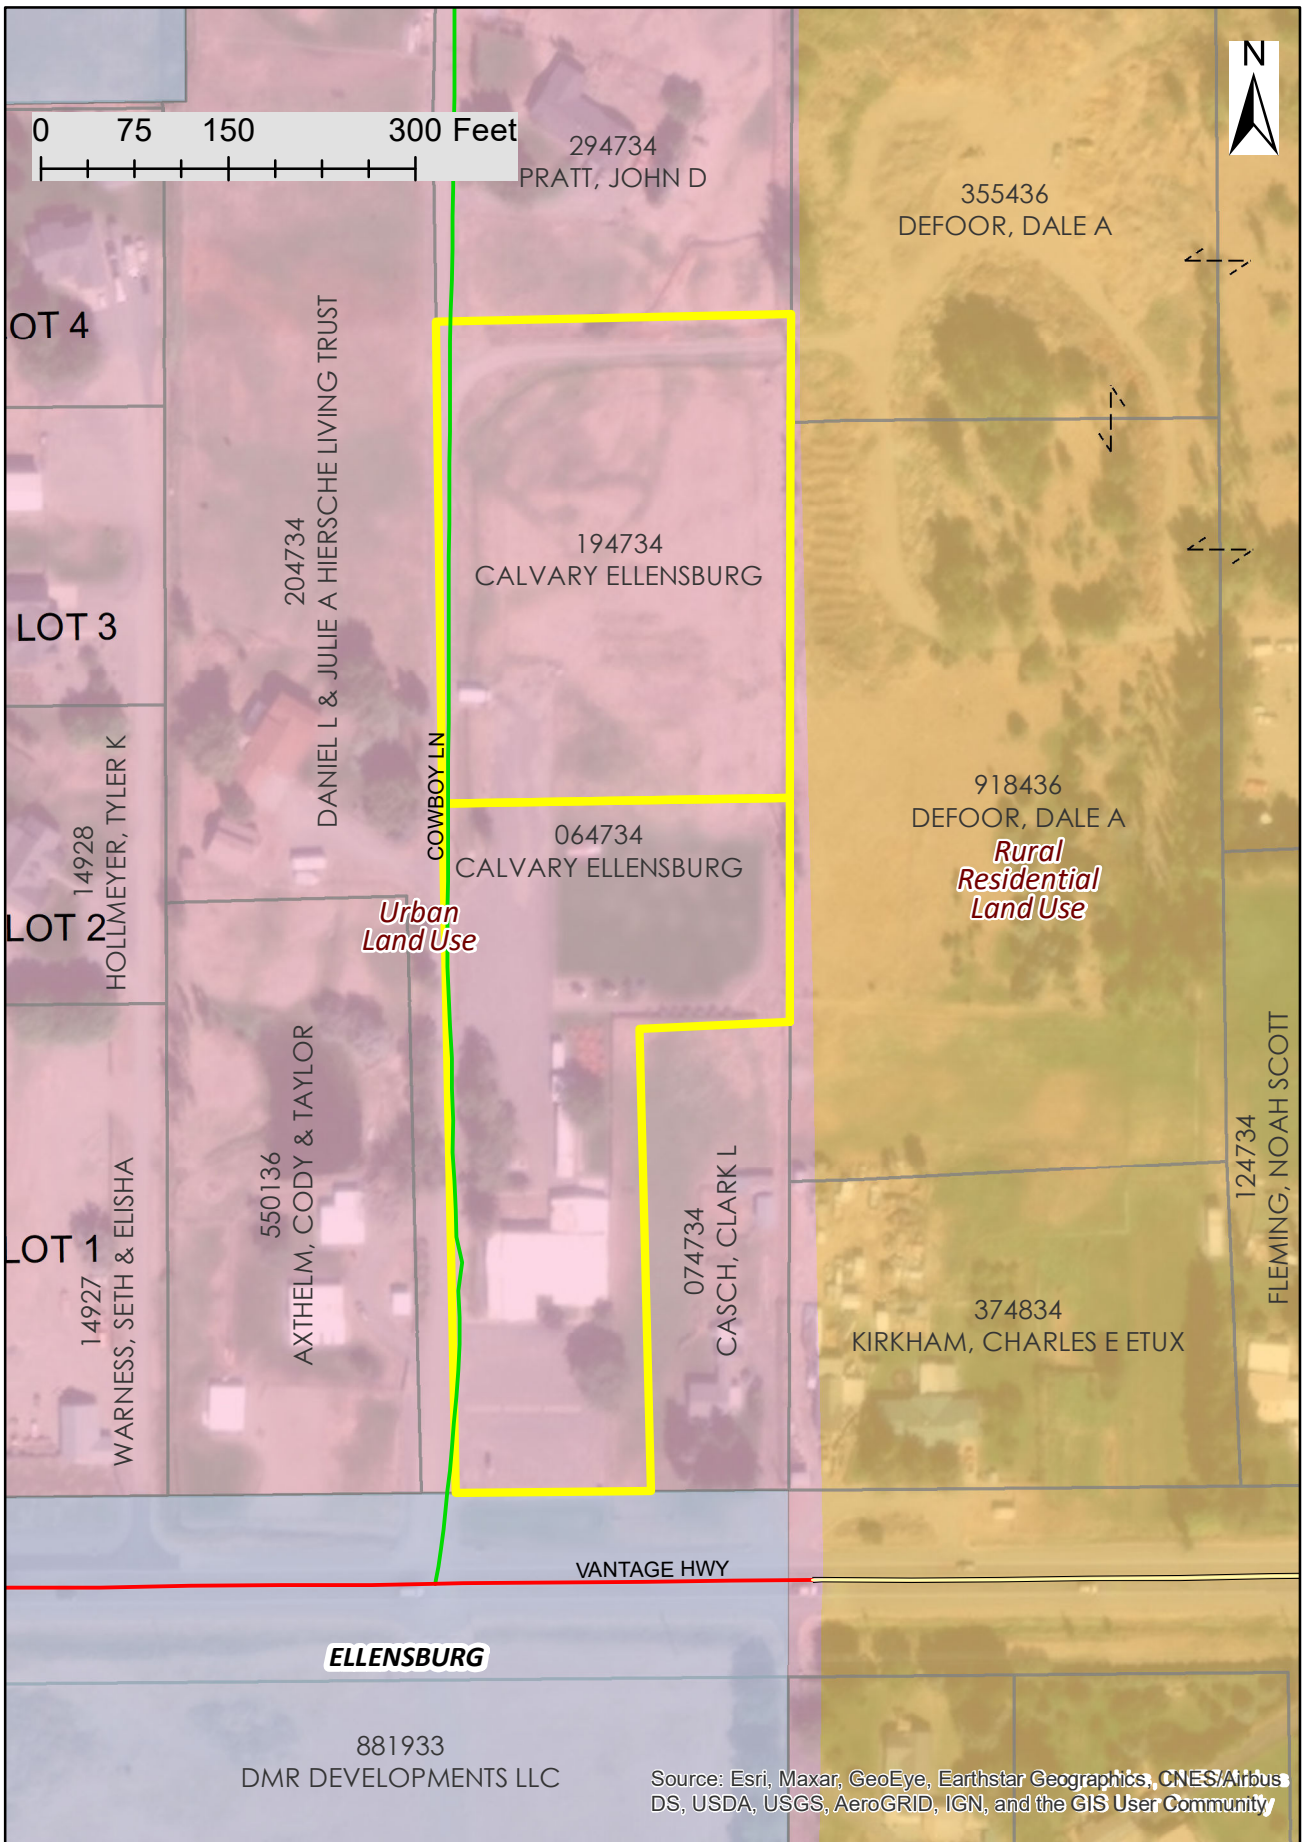 N
0 75 150 300 Feet
294734
PRATT, JOHN D
355436
DEFOOR, DALE A
OT 4
204734
DANIEL L & JULIE A HIERSCHE LIVING TRUST
194734
CALVARY ELLENSBURG
LOT 3
COWBOY LN
14928
HOLLMEYER, TYLER K
918436
DEFOOR, DALE A
Rural
Residential
Land Use
064734
CALVARY ELLENSBURG
Urban
Land Use
LOT 2
550136
AXTHELM, CODY & TAYLOR
124734
FLEMING, NOAH SCOTT
LOT 1
14927
WARNESS, SETH & ELISHA
074734
CASCH, CLARK L
374834
KIRKHAM, CHARLES E ETUX
VANTAGE HWY
ELLENSBURG
881933
DMR DEVELOPMENTS LLC
Source: Esri, Maxar, GeoEye, Earthstar Geographics, CNES/Airbus
DS, USDA, USGS, AeroGRID, IGN, and the GIS User Community